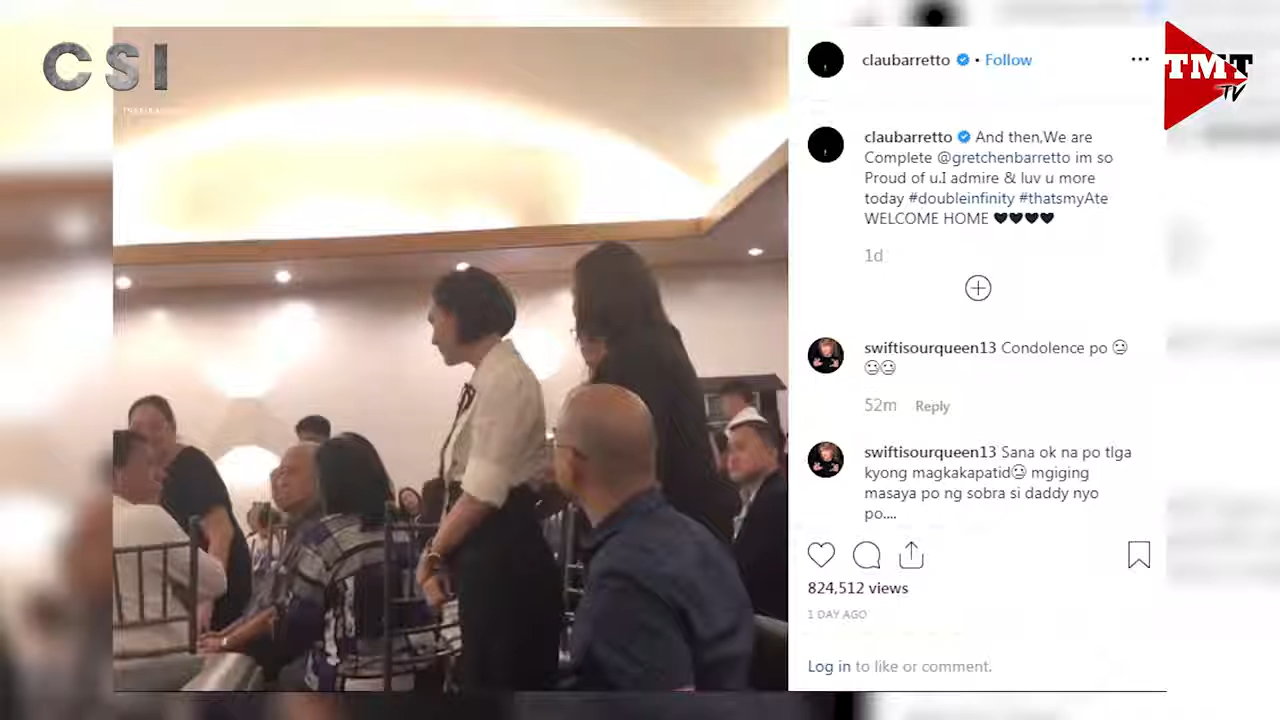 CSI
TMT
TV
claubarretto • Follow
claubarretto And then,We are
Complete @gretchenbarretto im so
Proud of u.I admire & luv u more
today #doubleinfinity #thatsmyAte
WELCOME HOME 🖤🖤🖤🖤
1d
swiftisourqueen13 Condolence po 😐
😐😐
52m Reply
swiftisourqueen13 Sana ok na po tlga
kyong magkakapatid😐 mgiging
masaya po ng sobra si daddy nyo
po....
824,512 views
1 DAY AGO
Log in to like or comment.